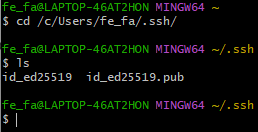 fe_fa@LAPTOP-46AT2HON MINGW64 ~
$ cd /c/Users/fe_fa/.ssh/
fe_fa@LAPTOP-46AT2HON MINGW64 ~/.ssh
$ ls
id_ed25519  id_ed25519.pub
fe_fa@LAPTOP-46AT2HON MINGW64 ~/.ssh
$